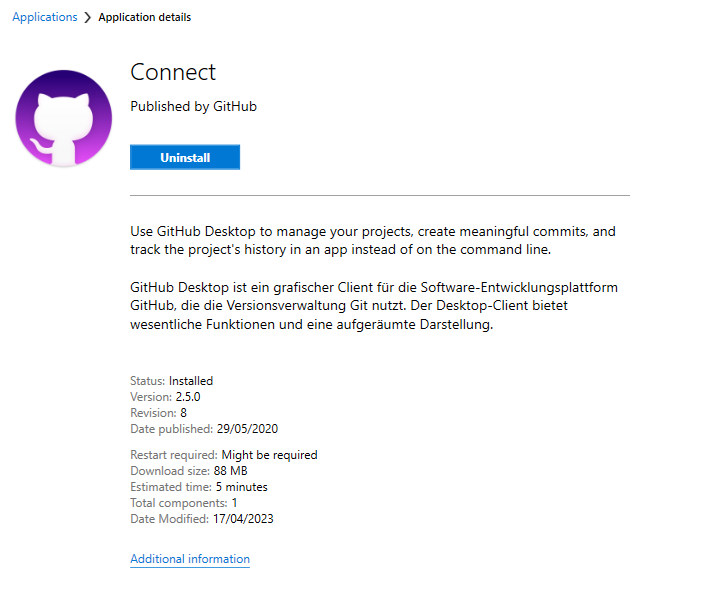 Applications > Application details
Connect
Published by GitHub
Uninstall
Use GitHub Desktop to manage your projects, create meaningful commits, and
track the project's history in an app instead of on the command line.
GitHub Desktop ist ein grafischer Client für die Software-Entwicklungsplattform
GitHub, die die Versionsverwaltung Git nutzt. Der Desktop-Client bietet
wesentliche Funktionen und eine aufgeräumte Darstellung.
Status: Installed
Version: 2.5.0
Revision: 8
Date published: 29/05/2020
Restart required: Might be required
Download size: 88 MB
Estimated time: 5 minutes
Total components: 1
Date Modified: 17/04/2023
Additional information